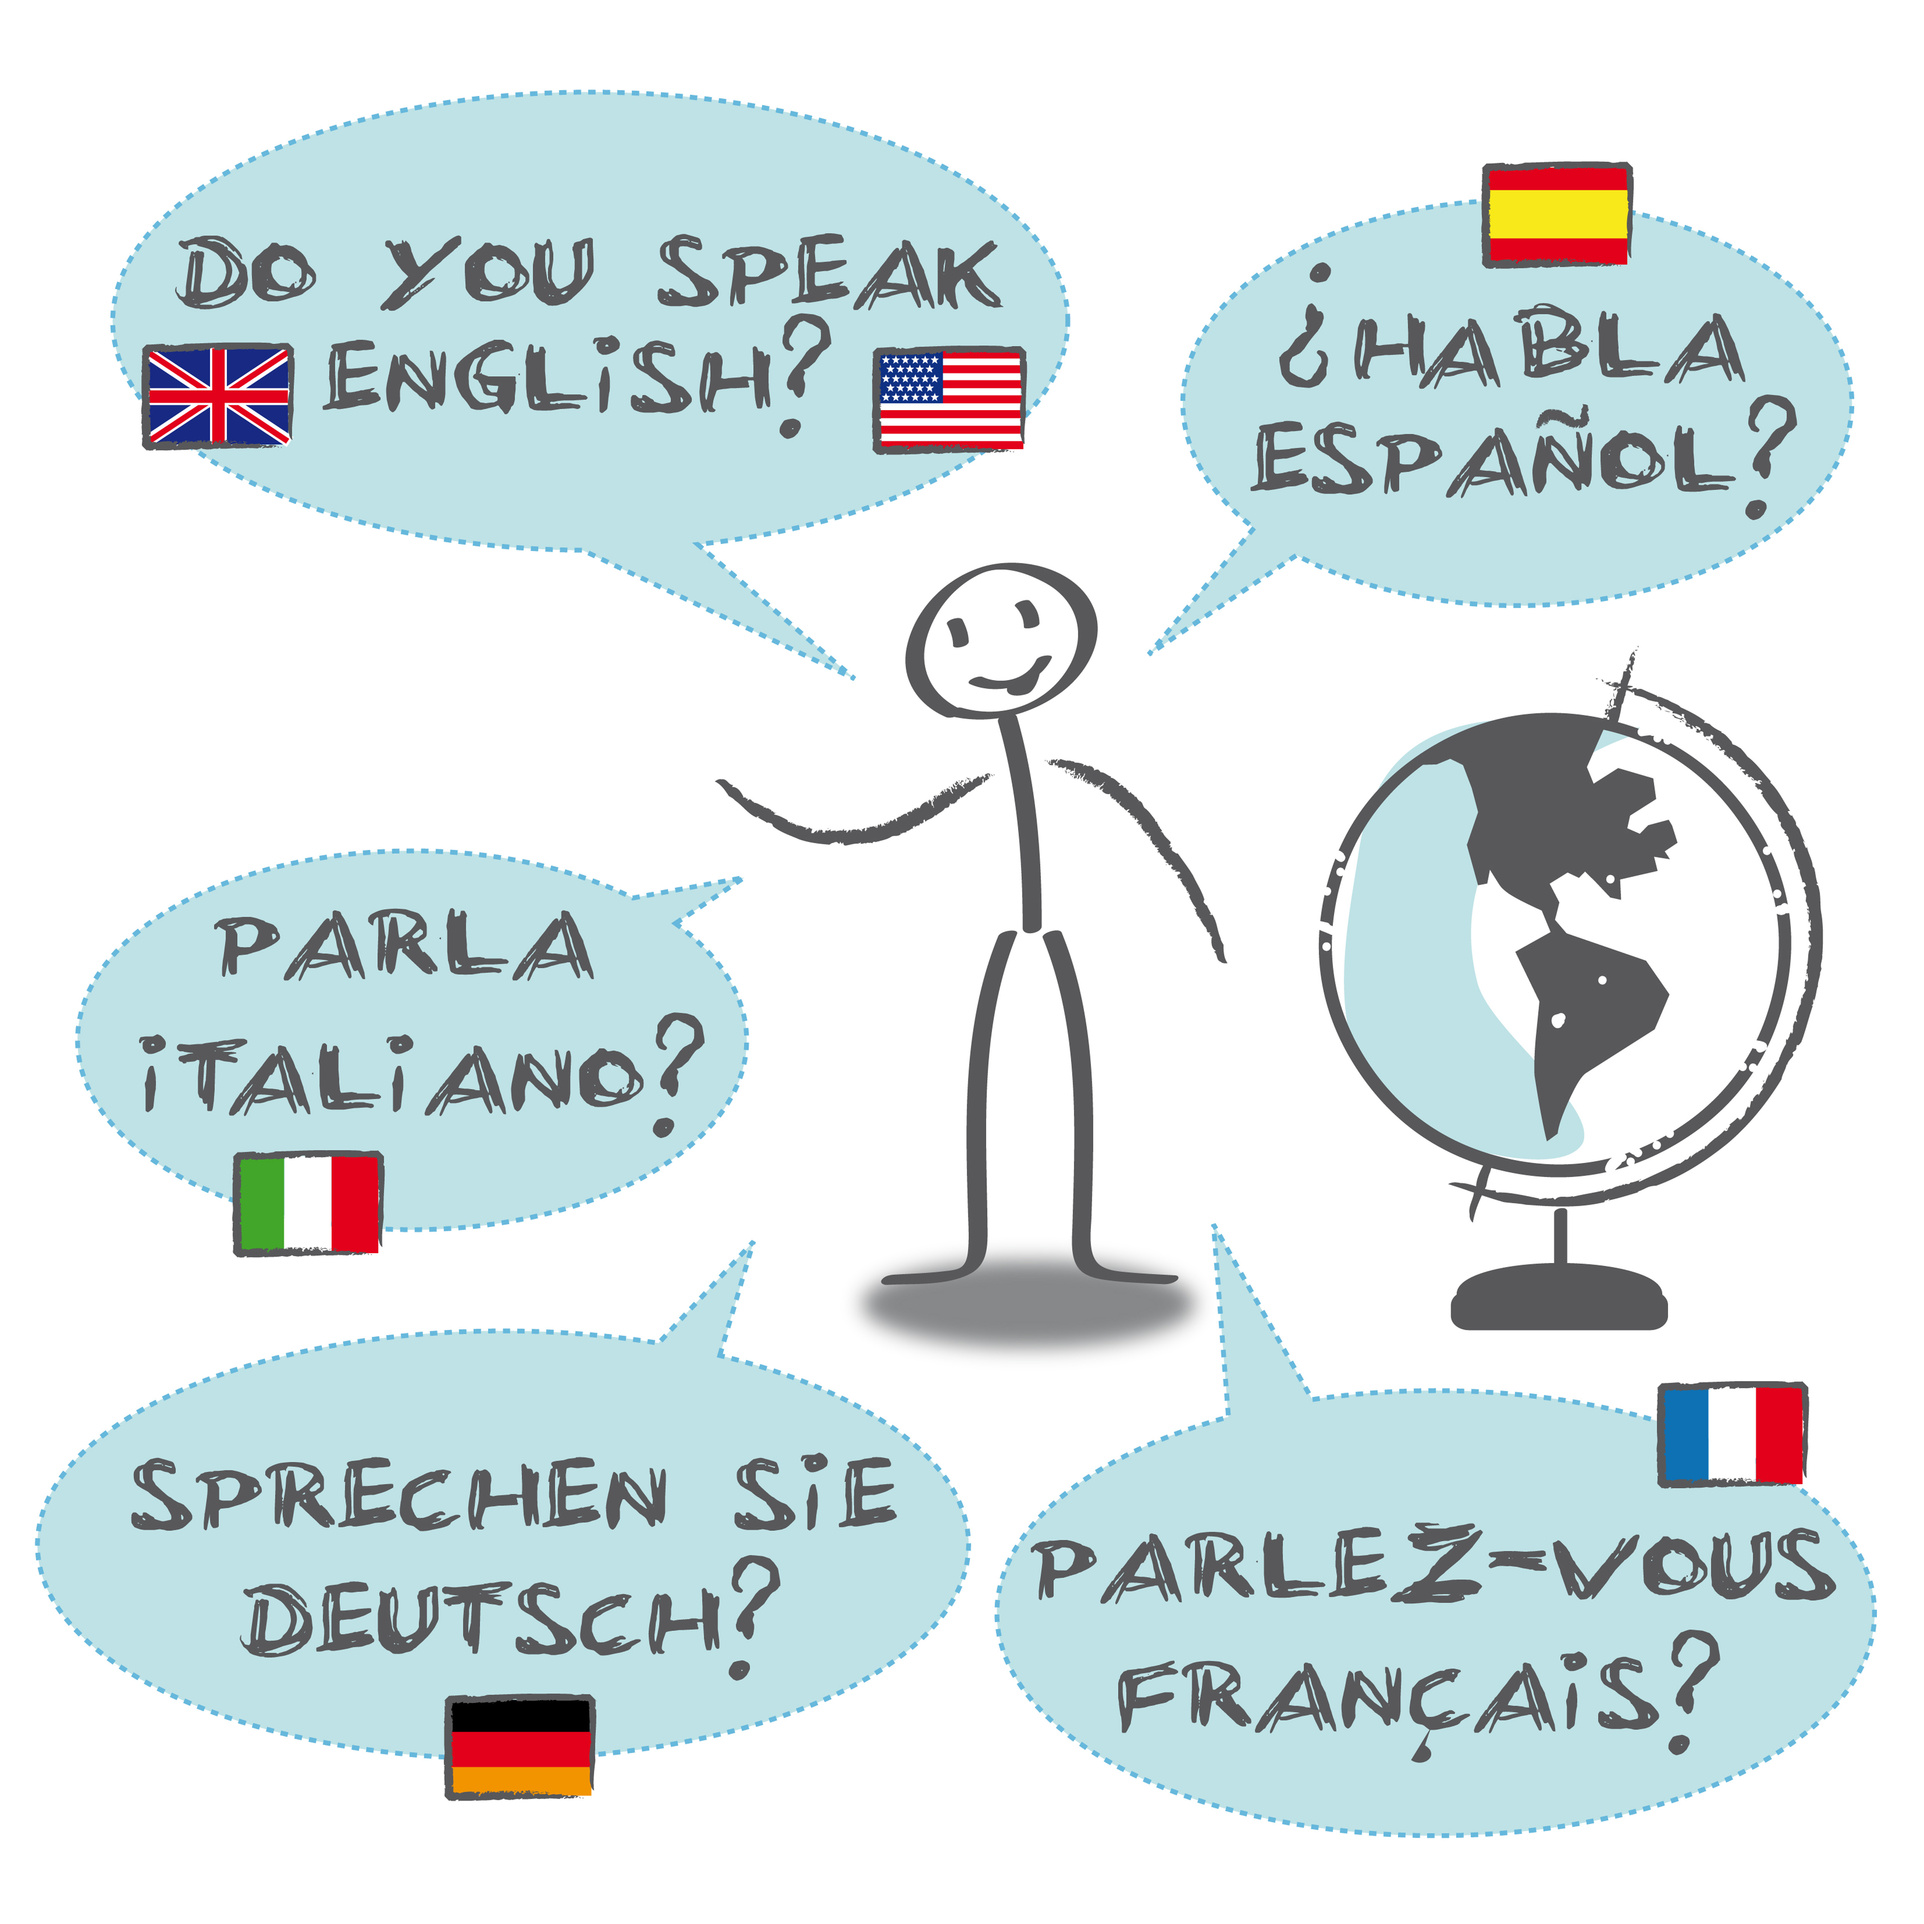 DO YOU SPEAK
ENGLiSH?
¿HABLA
ESPAÑOL?
PARLA
iTALiANO?
SPRECHEN SiE
DEUTSCH?
PARLEZ-VOUS
FRANÇAiS?